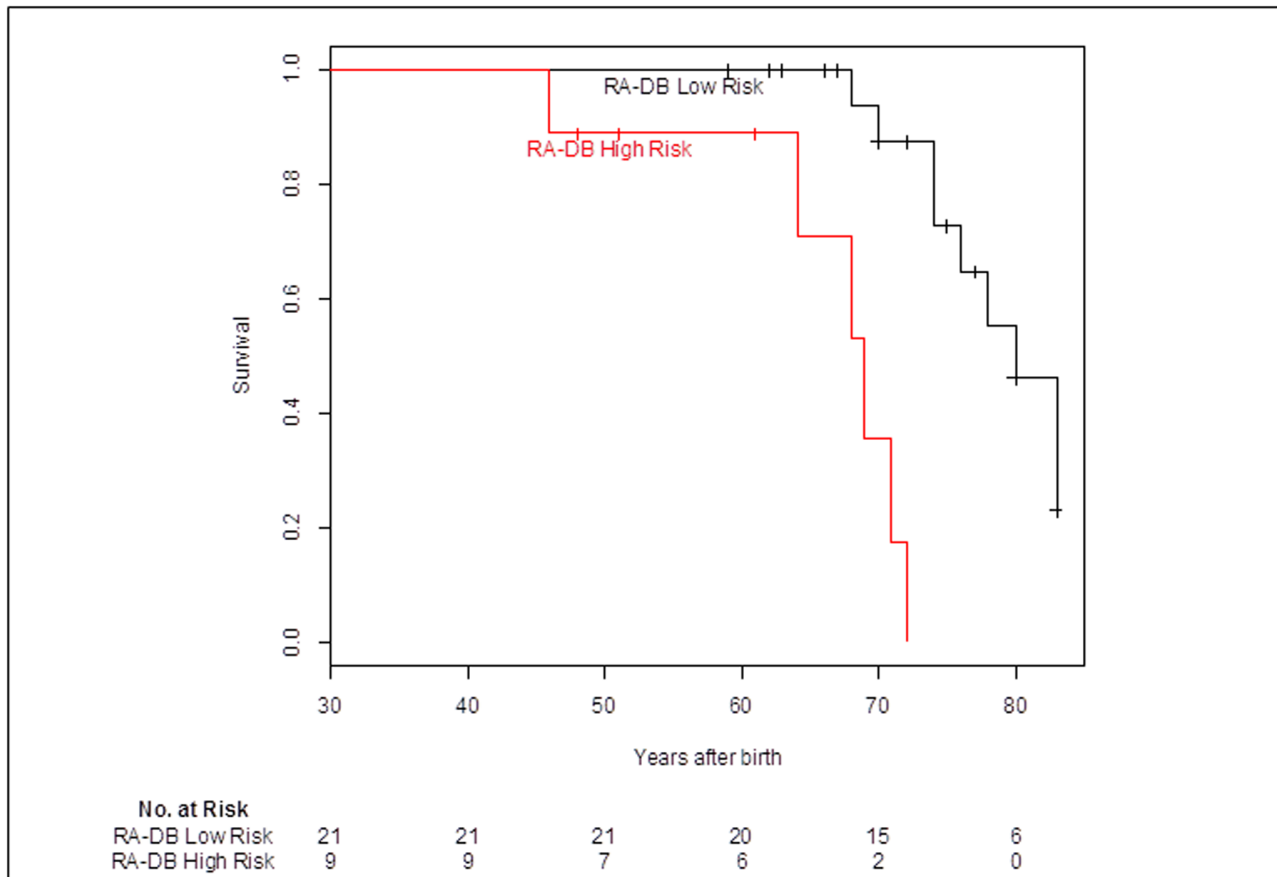 RA-DB Low Risk
RA-DB High Risk
Survival
1.0
0.8
0.6
0.4
0.2
0.0
30 40 50 60 70 80
Years after birth
No. at Risk
RA-DB Low Risk 21 21 21 20 15 6
RA-DB High Risk 9 9 7 6 2 0